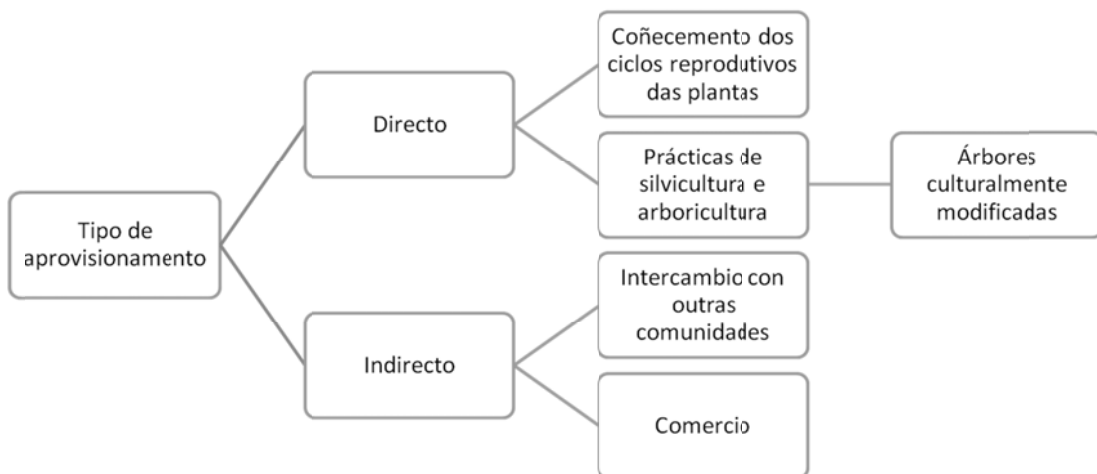 Tipo de
aprovisionamento
Directo
Coñecemento dos
ciclos reprodutivos
das plantas
Prácticas de
silvicultura e
arboricultura
Árbores
culturalmente
modificadas
Indirecto
Intercambio con
outras
comunidades
Comercio